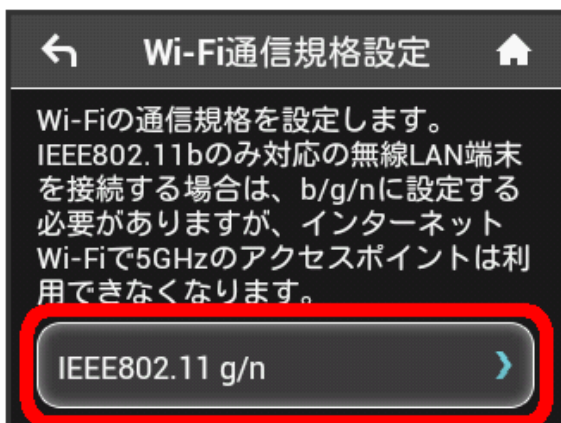 Wi-Fi通信規格設定
Wi-Fiの通信規格を設定します。
IEEE802.11bのみ対応の無線LAN端末
を接続する場合は、b/g/nに設定する
必要がありますが、インターネット
Wi-Fiで5GHzのアクセスポイントは利
用できなくなります。
IEEE802.11 g/n